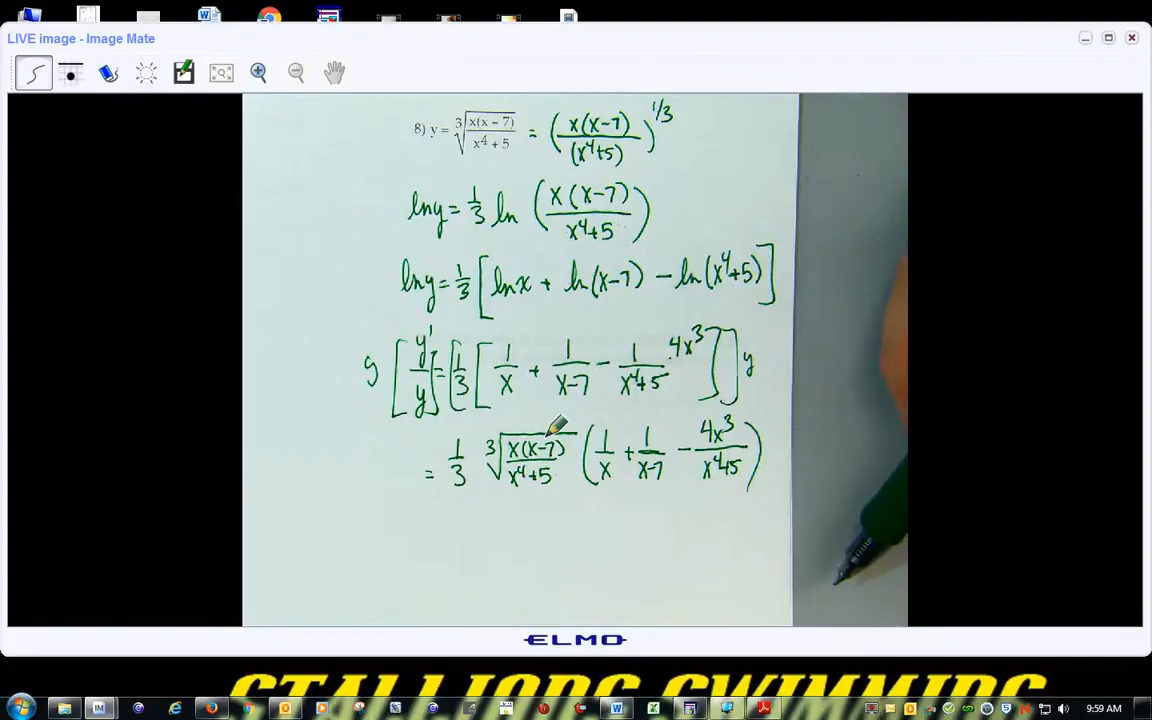 LIVE image - Image Mate
8) y = ∛(x(x – 7)/(x⁴ + 5)) = (x(x-7)/(x⁴+5))^1/3
lny = 1/3 ln (x(x-7)/(x⁴+5))
lny = 1/3 [lnx + ln(x-7) - ln(x⁴+5)]
y [y'/y] = [1/3 [1/x + 1/(x-7) - 1/(x⁴+5) · 4x³]] y
= 1/3 ∛(x(x-7)/(x⁴+5)) (1/x + 1/(x-7) - 4x³/(x⁴+5))
ELMO
STALLIONS SWIMMING
9:59 AM